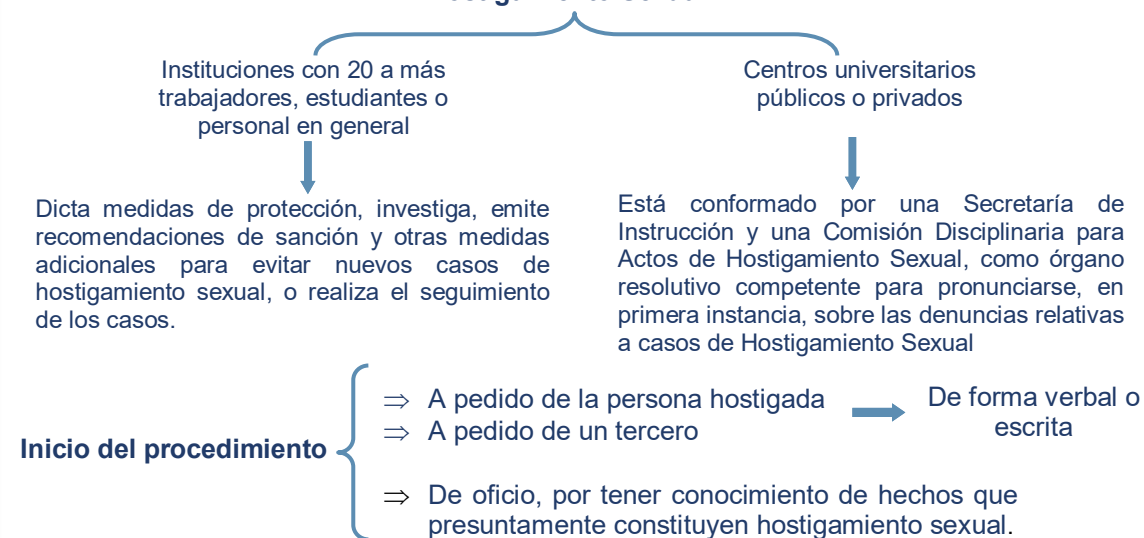 Instituciones con 20 a más
trabajadores, estudiantes o
personal en general
Centros universitarios
públicos o privados
Dicta medidas de protección, investiga, emite
recomendaciones de sanción y otras medidas
adicionales para evitar nuevos casos de
hostigamiento sexual, o realiza el seguimiento
de los casos.
Está conformado por una Secretaría de
Instrucción y una Comisión Disciplinaria para
Actos de Hostigamiento Sexual, como órgano
resolutivo competente para pronunciarse, en
primera instancia, sobre las denuncias relativas
a casos de Hostigamiento Sexual
Inicio del procedimiento
⇒ A pedido de la persona hostigada
⇒ A pedido de un tercero
De forma verbal o
escrita
⇒ De oficio, por tener conocimiento de hechos que
presuntamente constituyen hostigamiento sexual.